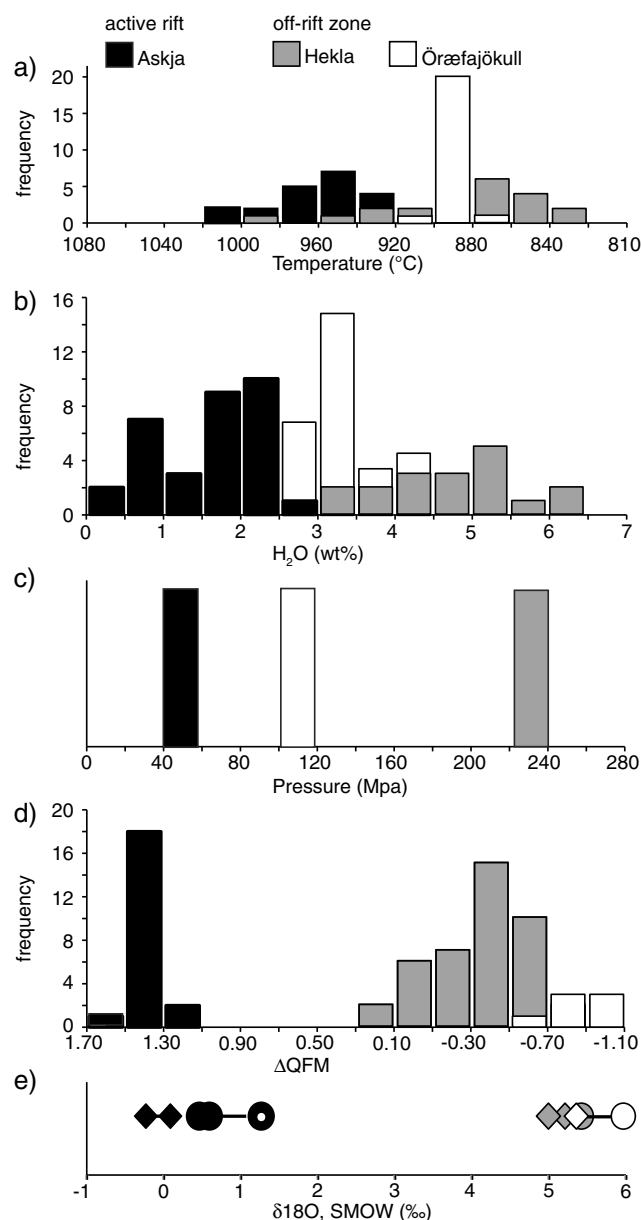 active rift off-rift zone
Askja Hekla Öræfajökull
a)
frequency
20
15
10
5
0
1080 1040 1000 960 920 880 840 810
Temperature (°C)
b)
frequency
16
12
8
4
0
0 1 2 3 4 5 6 7
H₂O (wt%)
c)
0 40 80 120 160 200 240 280
Pressure (Mpa)
d)
frequency
20
16
12
8
4
0
1.70 1.30 0.90 0.50 0.10 -0.30 -0.70 -1.10
ΔQFM
e)
-1 0 1 2 3 4 5 6
δ18O, SMOW (‰)